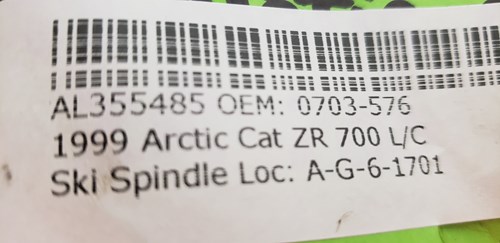 AL355485 OEM: 0703-576
1999 Arctic Cat ZR 700 L/C
Ski Spindle Loc: A-G-6-1701